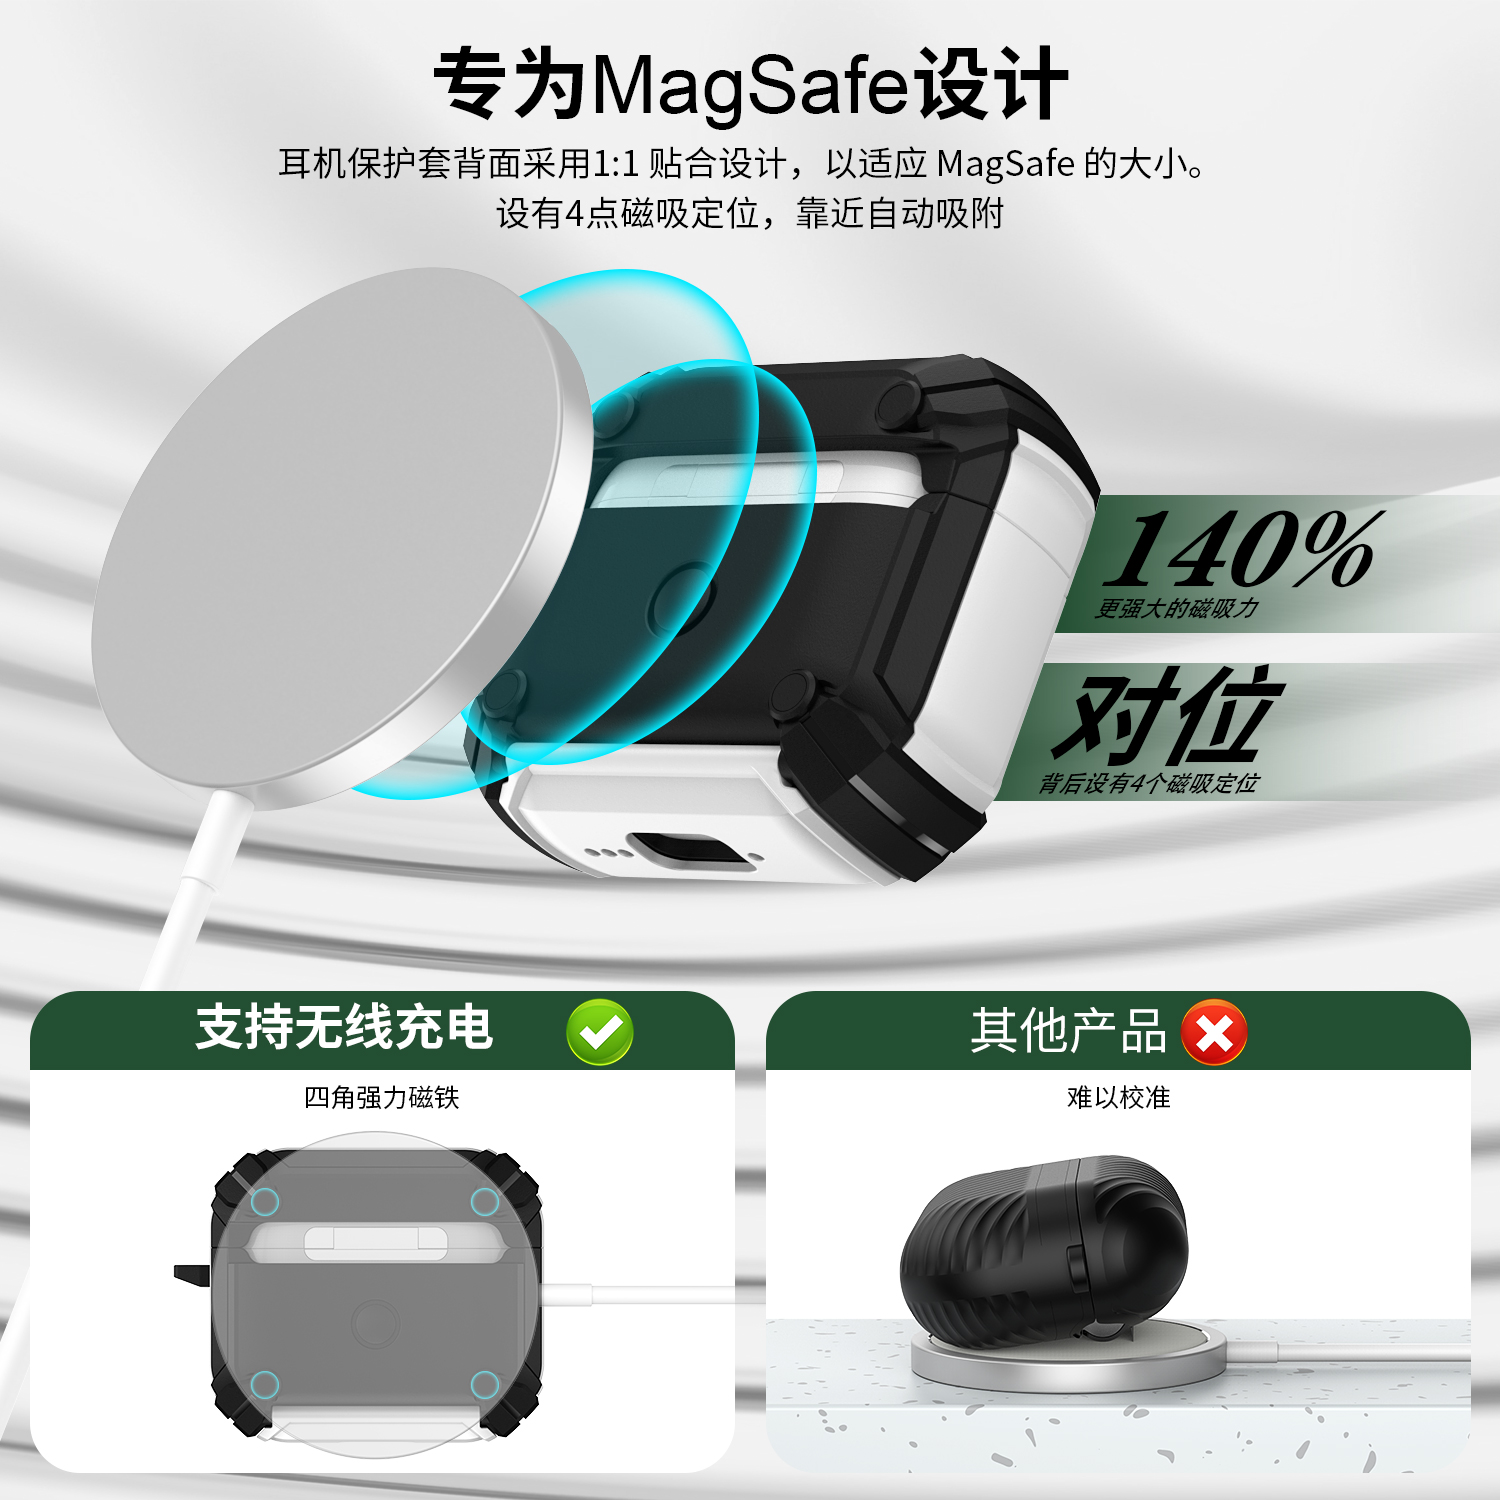 专为MagSafe设计
耳机保护套背面采用1:1 贴合设计，以适应 MagSafe 的大小。
设有4点磁吸定位，靠近自动吸附
140%
更强大的磁吸力
对位
背后设有4个磁吸定位
支持无线充电
四角强力磁铁
其他产品
难以校准